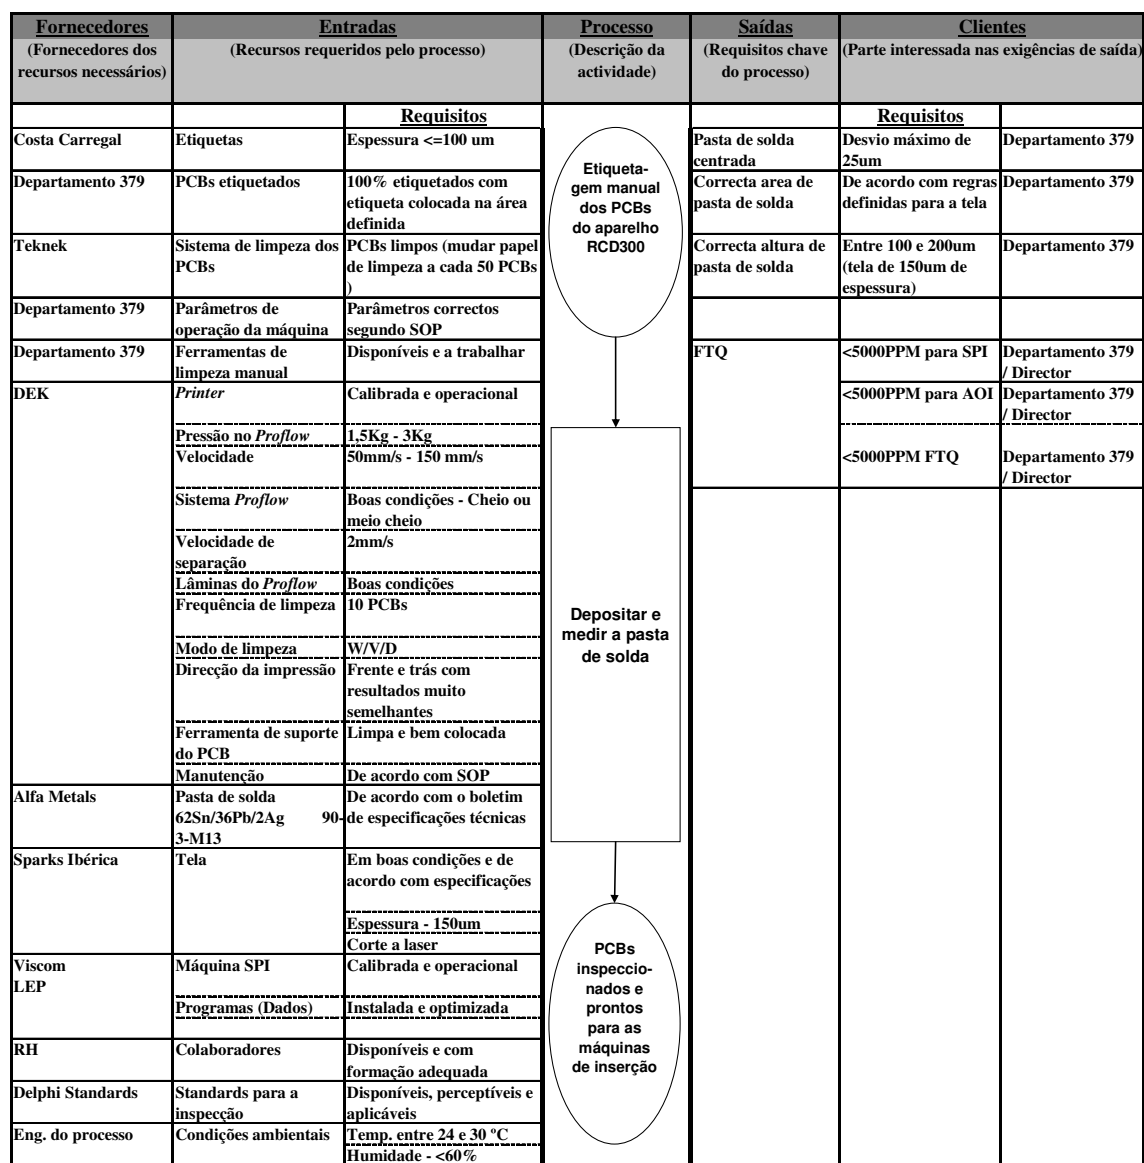 Fornecedores
(Fornecedores dos
recursos necessários)
Entradas
(Recursos requeridos pelo processo)
Processo
(Descrição da
actividade)
Saídas
(Requisitos chave
do processo)
Clientes
(Parte interessada nas exigências de saída)
Requisitos
Costa Carregal
Etiquetas
Espessura <=100 um
Departamento 379
PCBs etiquetados
100% etiquetados com
etiqueta colocada na área
definida
Teknek
Sistema de limpeza dos
PCBs
PCBs limpos (mudar papel
de limpeza a cada 50 PCBs
)
Departamento 379
Parâmetros de
operação da máquina
Parâmetros correctos
segundo SOP
Departamento 379
Ferramentas de
limpeza manual
Disponíveis e a trabalhar
DEK
Printer
Calibrada e operacional
Pressão no Proflow
1,5Kg - 3Kg
Velocidade
50mm/s - 150 mm/s
Sistema Proflow
Boas condições - Cheio ou
meio cheio
Velocidade de
separação
2mm/s
Lâminas do Proflow
Boas condições
Frequência de limpeza
10 PCBs
Modo de limpeza
W/V/D
Direcção da impressão
Frente e trás com
resultados muito
semelhantes
Ferramenta de suporte
do PCB
Limpa e bem colocada
Manutenção
De acordo com SOP
Alfa Metals
Pasta de solda
62Sn/36Pb/2Ag 90-
3-M13
De acordo com o boletim
de especificações técnicas
Sparks Ibérica
Tela
Em boas condições e de
acordo com especificações
Espessura - 150um
Corte a laser
Viscom
LEP
Máquina SPI
Calibrada e operacional
Programas (Dados)
Instalada e optimizada
RH
Colaboradores
Disponíveis e com
formação adequada
Delphi Standards
Standards para a
inspecção
Disponíveis, perceptíveis e
aplicáveis
Eng. do processo
Condições ambientais
Temp. entre 24 e 30 ºC
Humidade - <60%
Etiqueta-
gem manual
dos PCBs
do aparelho
RCD300
Depositar e
medir a pasta
de solda
PCBs
inspeccio-
nados e
prontos
para as
máquinas
de inserção
Requisitos
Pasta de solda
centrada
Desvio máximo de
25um
Departamento 379
Correcta area de
pasta de solda
De acordo com regras
definidas para a tela
Departamento 379
Correcta altura de
pasta de solda
Entre 100 e 200um
(tela de 150um de
espessura)
Departamento 379
FTQ
<5000PPM para SPI
Departamento 379
/ Director
<5000PPM para AOI
Departamento 379
/ Director
<5000PPM FTQ
Departamento 379
/ Director